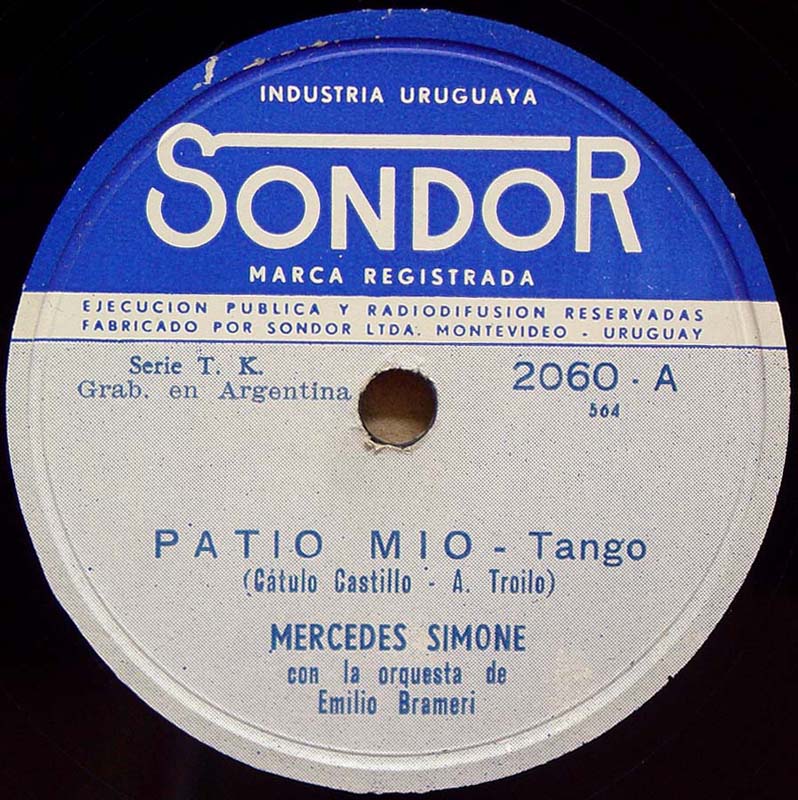 INDUSTRIA URUGUAYA
SONDOR
MARCA REGISTRADA
EJECUCION PUBLICA Y RADIODIFUSION RESERVADAS
FABRICADO POR SONDOR LTDA. MONTEVIDEO - URUGUAY
Serie T. K.
Grab. en Argentina
2060 - A
564
PATIO MIO - Tango
(Cátulo Castillo - A. Troilo)
MERCEDES SIMONE
con la orquesta de
Emilio Brameri